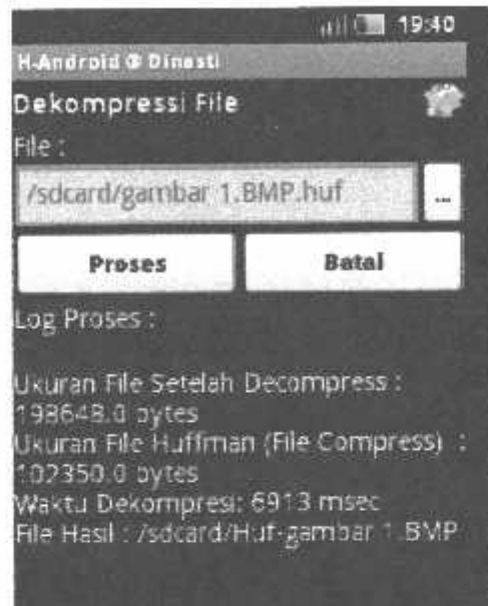 19:40
H-Android @ Dinasti
Dekompressi File
File :
/sdcard/gambar 1.BMP.huf
...
Proses Batal
Log Proses :
Ukuran File Setelah Decompress :
198648.0 bytes
Ukuran File Huffman (File Compress) :
102350.0 bytes
Waktu Dekompresi: 6913 msec
File Hasil : /sdcard/Huf-gambar 1.BMP